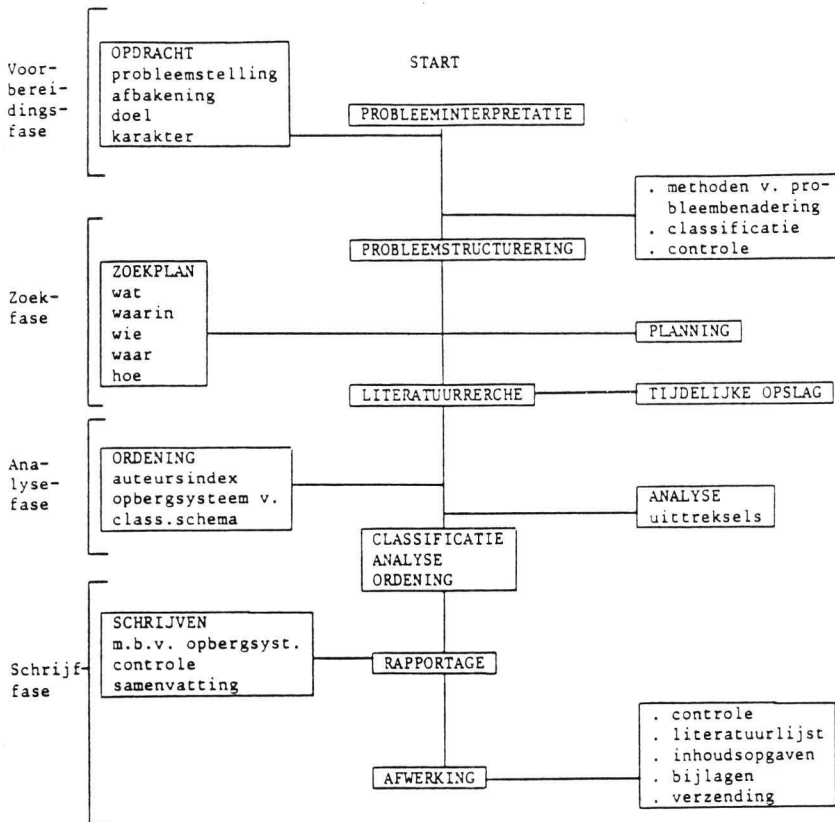 Voor-
berei-
dings-
fase
OPDRACHT
probleemstelling
afbakening
doel
karakter
START
PROBLEEMINTERPRETATIE
. methoden v. pro-
bleembenadering
. classificatie
. controle
PROBLEEMSTRUCTURERING
Zoek-
fase
ZOEKPLAN
wat
waarin
wie
waar
hoe
PLANNING
LITERATUURRERCHE
TIJDELIJKE OPSLAG
Ana-
lyse-
fase
ORDENING
auteursindex
opbergsysteem v.
class.schema
ANALYSE
uittreksels
CLASSIFICATIE
ANALYSE
ORDENING
Schrijf-
fase
SCHRIJVEN
m.b.v. opbergsyst.
controle
samenvatting
RAPPORTAGE
AFWERKING
. controle
. literatuurlijst
. inhoudsopgaven
. bijlagen
. verzending